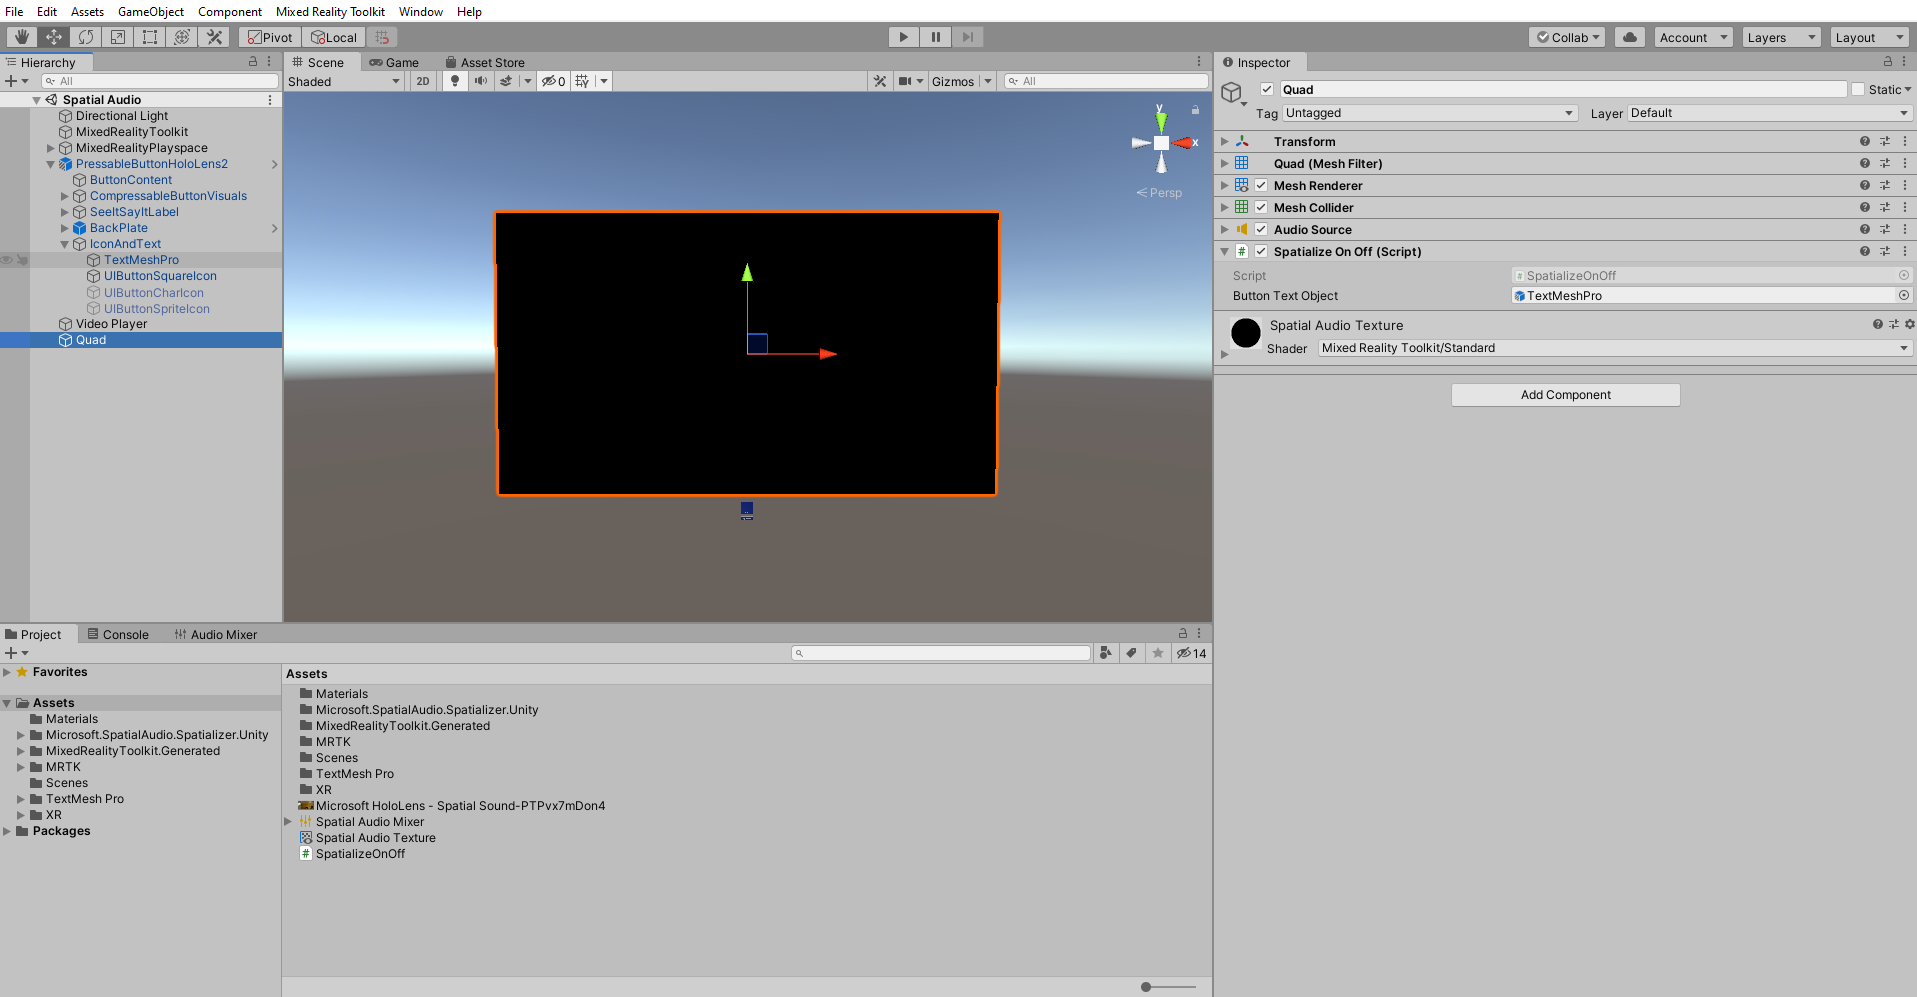 File Edit Assets GameObject Component Mixed Reality Toolkit Window Help
Pivot Local Collab Account Layers Layout
Hierarchy
All
Spatial Audio
Directional Light
MixedRealityToolkit
MixedRealityPlayspace
PressableButtonHoloLens2
ButtonContent
CompressableButtonVisuals
SeeItSayItLabel
BackPlate
IconAndText
TextMeshPro
UIButtonSquareIcon
UIButtonCharIcon
UIButtonSpriteIcon
Video Player
Quad
Scene Game Asset Store
Shaded 2D 0 Gizmos All
y
x
Persp
Inspector
Quad Static
Tag Untagged Layer Default
Transform
Quad (Mesh Filter)
Mesh Renderer
Mesh Collider
Audio Source
Spatialize On Off (Script)
Script # SpatializeOnOff
Button Text Object TextMeshPro
Spatial Audio Texture
Shader Mixed Reality Toolkit/Standard
Add Component
Project Console Audio Mixer
14
Favorites
Assets
Materials
Microsoft.SpatialAudio.Spatializer.Unity
MixedRealityToolkit.Generated
MRTK
Scenes
TextMesh Pro
XR
Packages
Assets
Materials
Microsoft.SpatialAudio.Spatializer.Unity
MixedRealityToolkit.Generated
MRTK
Scenes
TextMesh Pro
XR
Microsoft HoloLens - Spatial Sound-PTPvx7mDon4
Spatial Audio Mixer
Spatial Audio Texture
# SpatializeOnOff